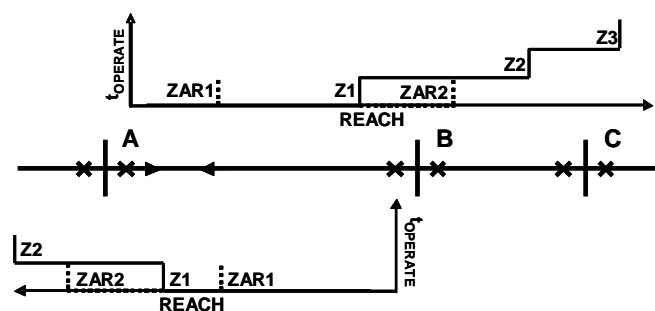 tOPERATE
Z3
Z2
ZAR1 Z1 ZAR2
REACH
A B C
tOPERATE
Z2
ZAR2 Z1 ZAR1
REACH